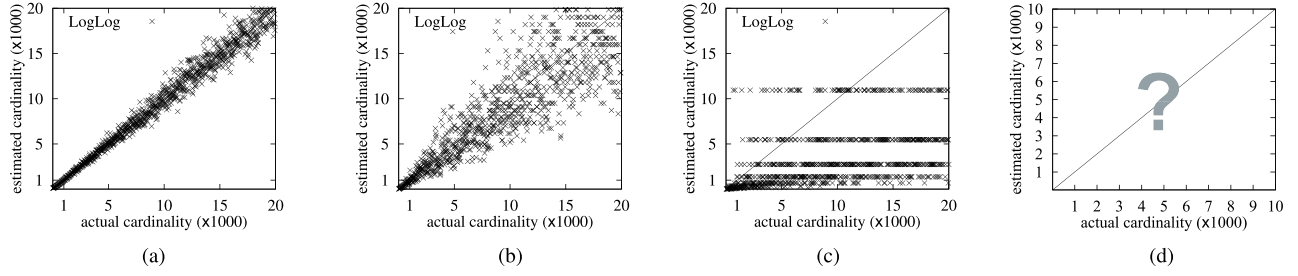 20
LogLog
15
10
5
1
estimated cardinality (x1000)
1 5 10 15 20
actual cardinality (x1000)
(a)
20
LogLog
15
10
5
1
estimated cardinality (x1000)
1 5 10 15 20
actual cardinality (x1000)
(b)
20
LogLog
15
10
5
1
estimated cardinality (x1000)
1 5 10 15 20
actual cardinality (x1000)
(c)
10
9
8
7
6
5
4
3
2
1
estimated cardinality (x1000)
?
1 2 3 4 5 6 7 8 9 10
actual cardinality (x1000)
(d)